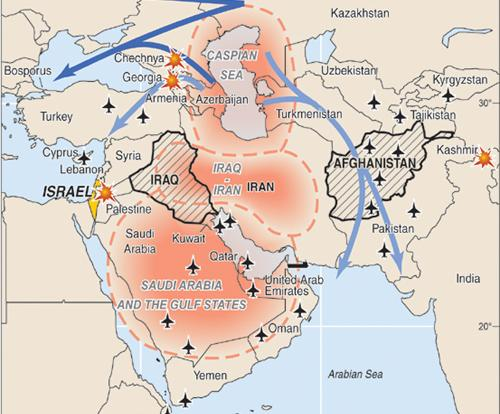 Kazakhstan
CASPIAN
SEA
Chechnya
Bosporus
Georgia
Uzbekistan
Kyrgyzstan
Armenia
Azerbaijan
30°
Turkey
Turkmenistan
Tajikistan
Cyprus
Syria
Kashmir
Lebanon
AFGHANISTAN
IRAQ
IRAQ
-
IRAN
IRAN
ISRAEL
Palestine
Saudi
Arabia
Kuwait
Pakistan
Qatar
India
SAUDI ARABIA
AND THE GULF STATES
United Arab
Emirates
20°
Oman
Yemen
Arabian Sea